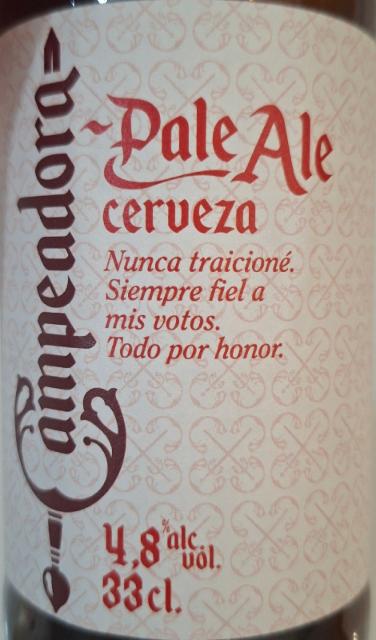 Campeadora
Pale Ale
cerveza
Nunca traicioné.
Siempre fiel a
mis votos.
Todo por honor.
4,8% alc.
vol.
33cl.